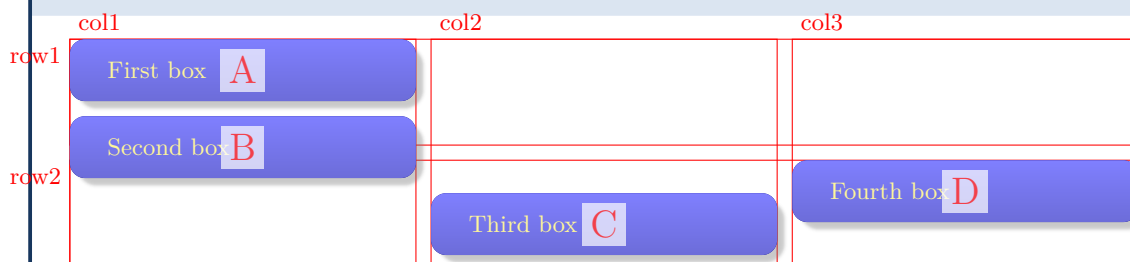 col1 col2 col3
row1
First box A
Second box B
row2
Fourth box D
Third box C